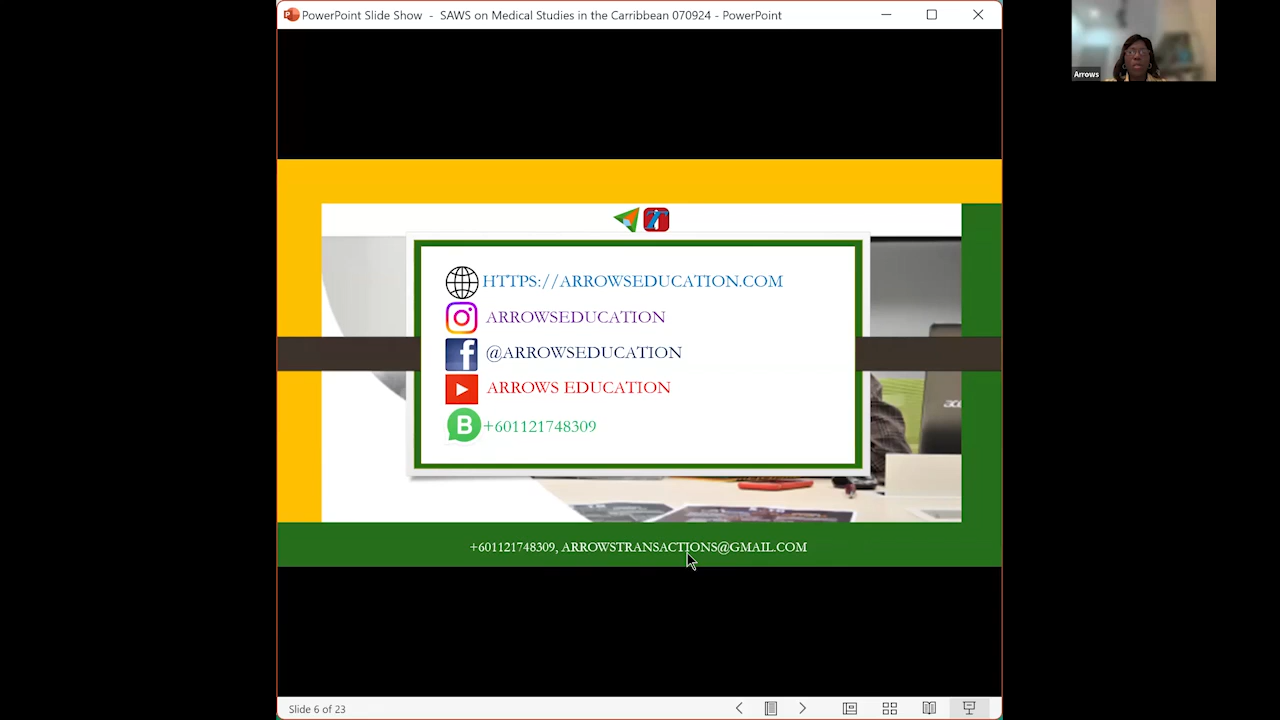 PowerPoint Slide Show - SAWS on Medical Studies in the Carribbean 070924 - PowerPoint
Arrows
HTTPS://ARROWSEDUCATION.COM
ARROWSEDUCATION
@ARROWSEDUCATION
ARROWS EDUCATION
B +601121748309
acer
+601121748309, ARROWSTRANSACTIONS@GMAIL.COM
Slide 6 of 23